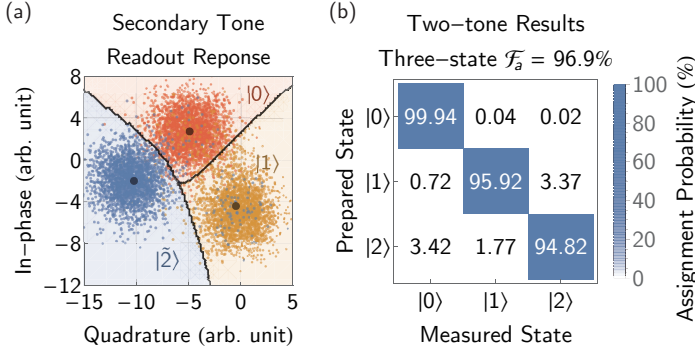 (a)
Secondary Tone
Readout Reponse
In−phase (arb. unit)
8
4
0
−4
−8
−12
|0⟩
|1⟩
|2̃⟩
−15 −10 −5 0 5
Quadrature (arb. unit)
(b)
Two−tone Results
Three−state ℱₐ = 96.9%
Prepared State
|0⟩ 99.94 0.04 0.02
|1⟩ 0.72 95.92 3.37
|2⟩ 3.42 1.77 94.82
|0⟩ |1⟩ |2⟩
Measured State
100
80
60
40
20
0
Assignment Probability (%)